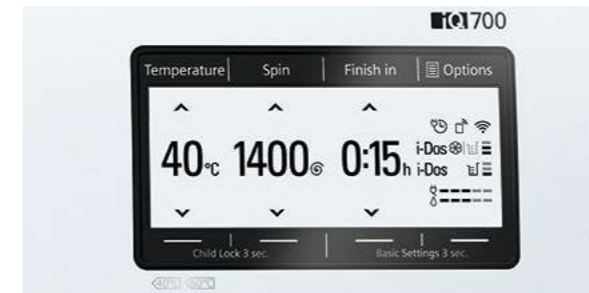 iQ700
Temperature Spin Finish in Options
40°C 1400 0:15h
i-Dos
i-Dos
Child Lock 3 sec. Basic Settings 3 sec.